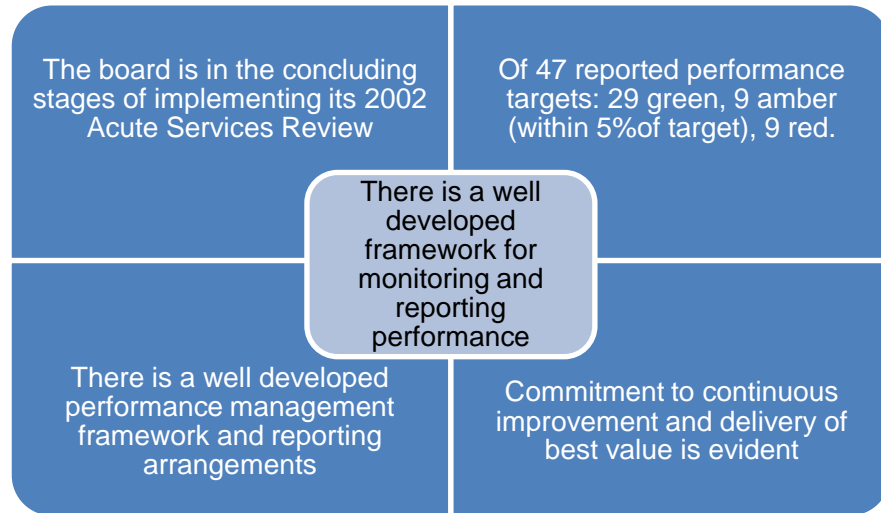 The board is in the concluding
stages of implementing its 2002
Acute Services Review
Of 47 reported performance
targets: 29 green, 9 amber
(within 5%of target), 9 red.
There is a well
developed
framework for
monitoring and
reporting
performance
There is a well developed
performance management
framework and reporting
arrangements
Commitment to continuous
improvement and delivery of
best value is evident